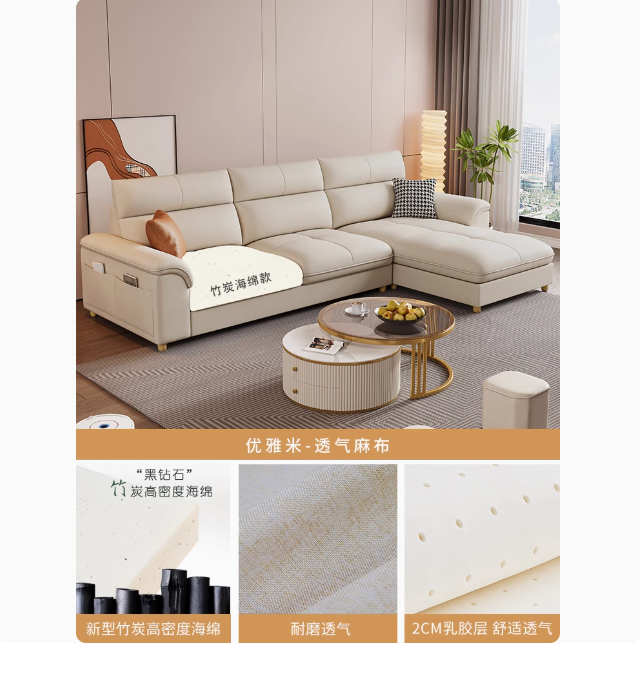 竹炭海绵款
优雅米-透气麻布
“黑钻石”
竹炭高密度海绵
新型竹炭高密度海绵
耐磨透气
2CM乳胶层 舒适透气